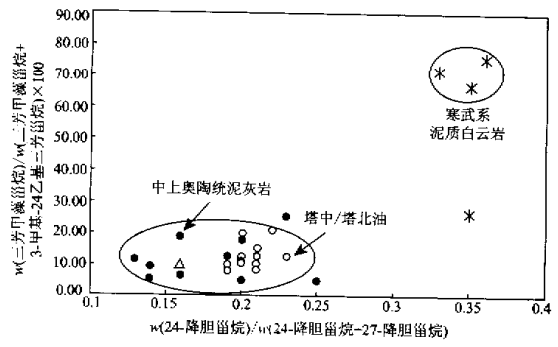 w(三芳甲藻甾烷)/w(三芳甲藻甾烷+
3-甲基-24乙基三芳甾烷)×100
90.00
80.00
70.00
60.00
50.00
40.00
30.00
20.00
10.00
0.00
寒武系
泥质白云岩
中上奥陶统泥灰岩
塔中/塔北油
0.1
0.15
0.2
0.25
0.3
0.35
0.4
w(24-降胆甾烷)/w(24-降胆甾烷+27-降胆甾烷)